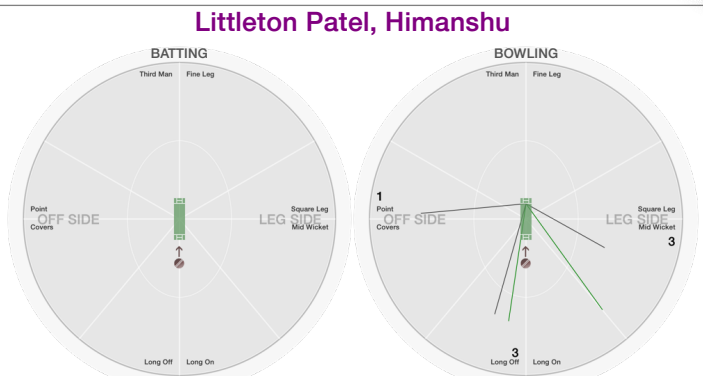 Littleton Patel, Himanshu
BATTING
Third Man Fine Leg
Point
OFF SIDE
Covers
Square Leg
LEG SIDE
Mid Wicket
Long Off Long On
BOWLING
Third Man Fine Leg
1
Point
OFF SIDE
Covers
Square Leg
LEG SIDE
Mid Wicket
3
3
Long Off Long On